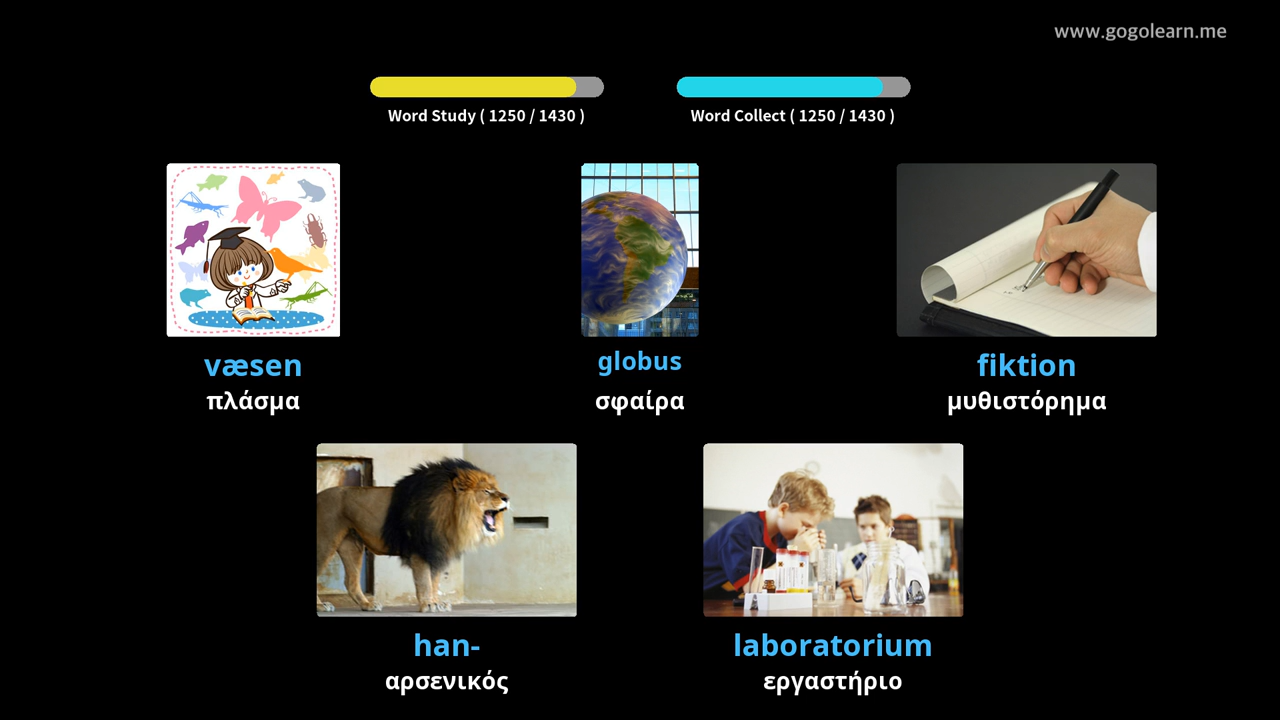 www.gogolearn.me
Word Study ( 1250 / 1430 )
Word Collect ( 1250 / 1430 )
væsen
πλάσμα
globus
σφαίρα
fiktion
μυθιστόρημα
han-
αρσενικός
laboratorium
εργαστήριο